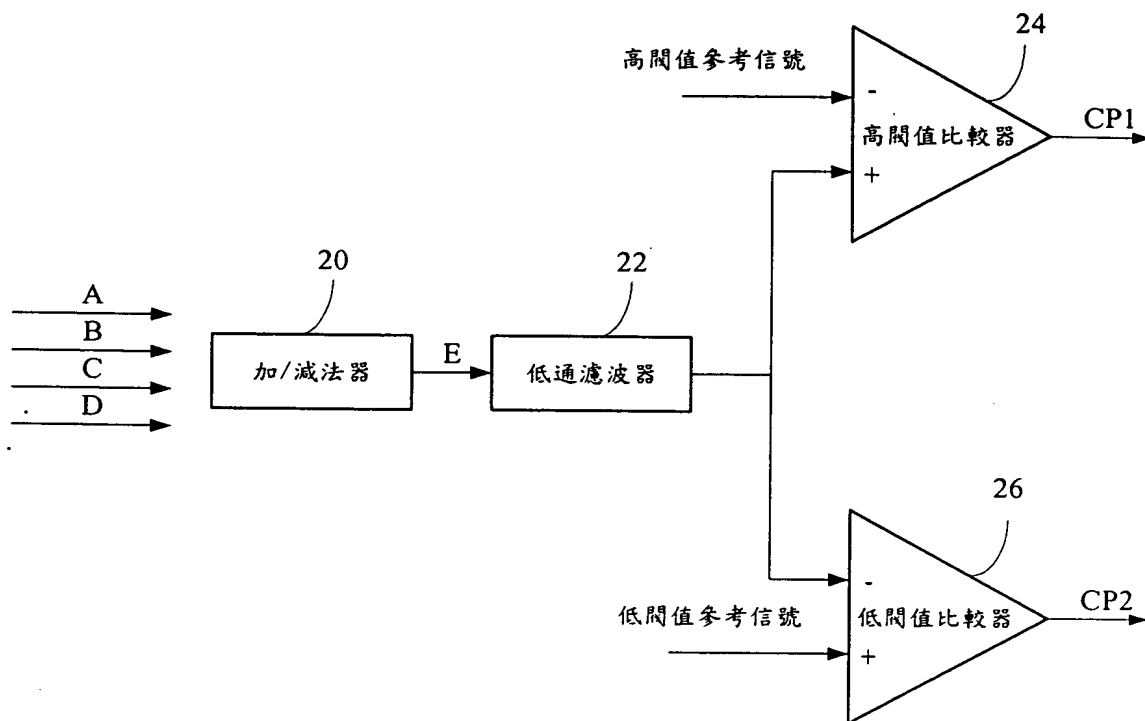 24
高閥值參考信號
-
高閥值比較器
+
CP1
A
B
C
D
20
加/減法器
E
22
低通濾波器
26
-
低閥值參考信號
低閥值比較器
+
CP2